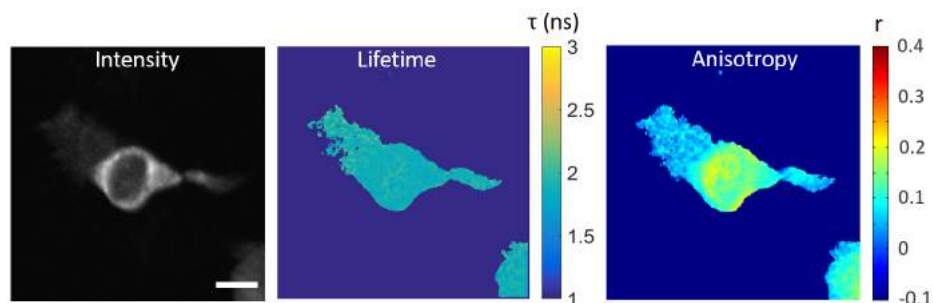 τ (ns)
r
Intensity
Lifetime
Anisotropy
3
2.5
2
1.5
1
0.4
0.3
0.2
0.1
0
-0.1